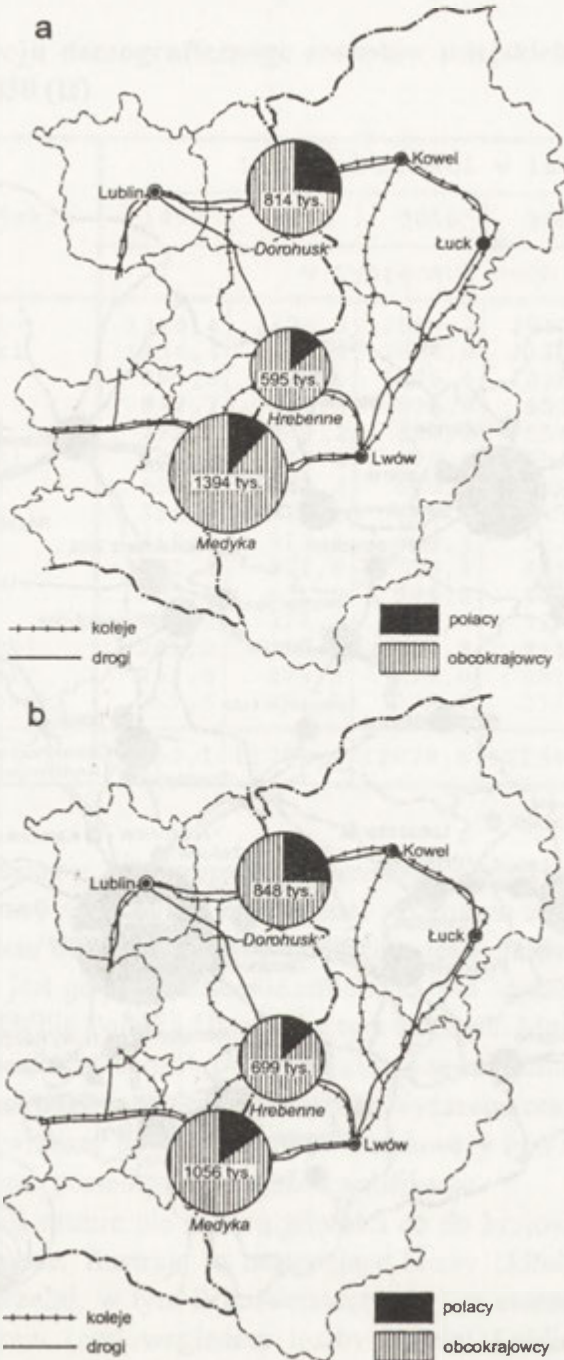 a
Kowel
Lublin
814 tys.
Dorohusk
Łuck
595 tys.
Hrebenne
Lwów
1394 tys.
Medyka
koleje
polacy
drogi
obcokrajowcy
b
Kowel
Lublin
848 tys.
Łuck
Dorohusk
699 tys.
Hrebenne
Lwów
1056 tys.
Medyka
koleje
polacy
drogi
obcokrajowcy